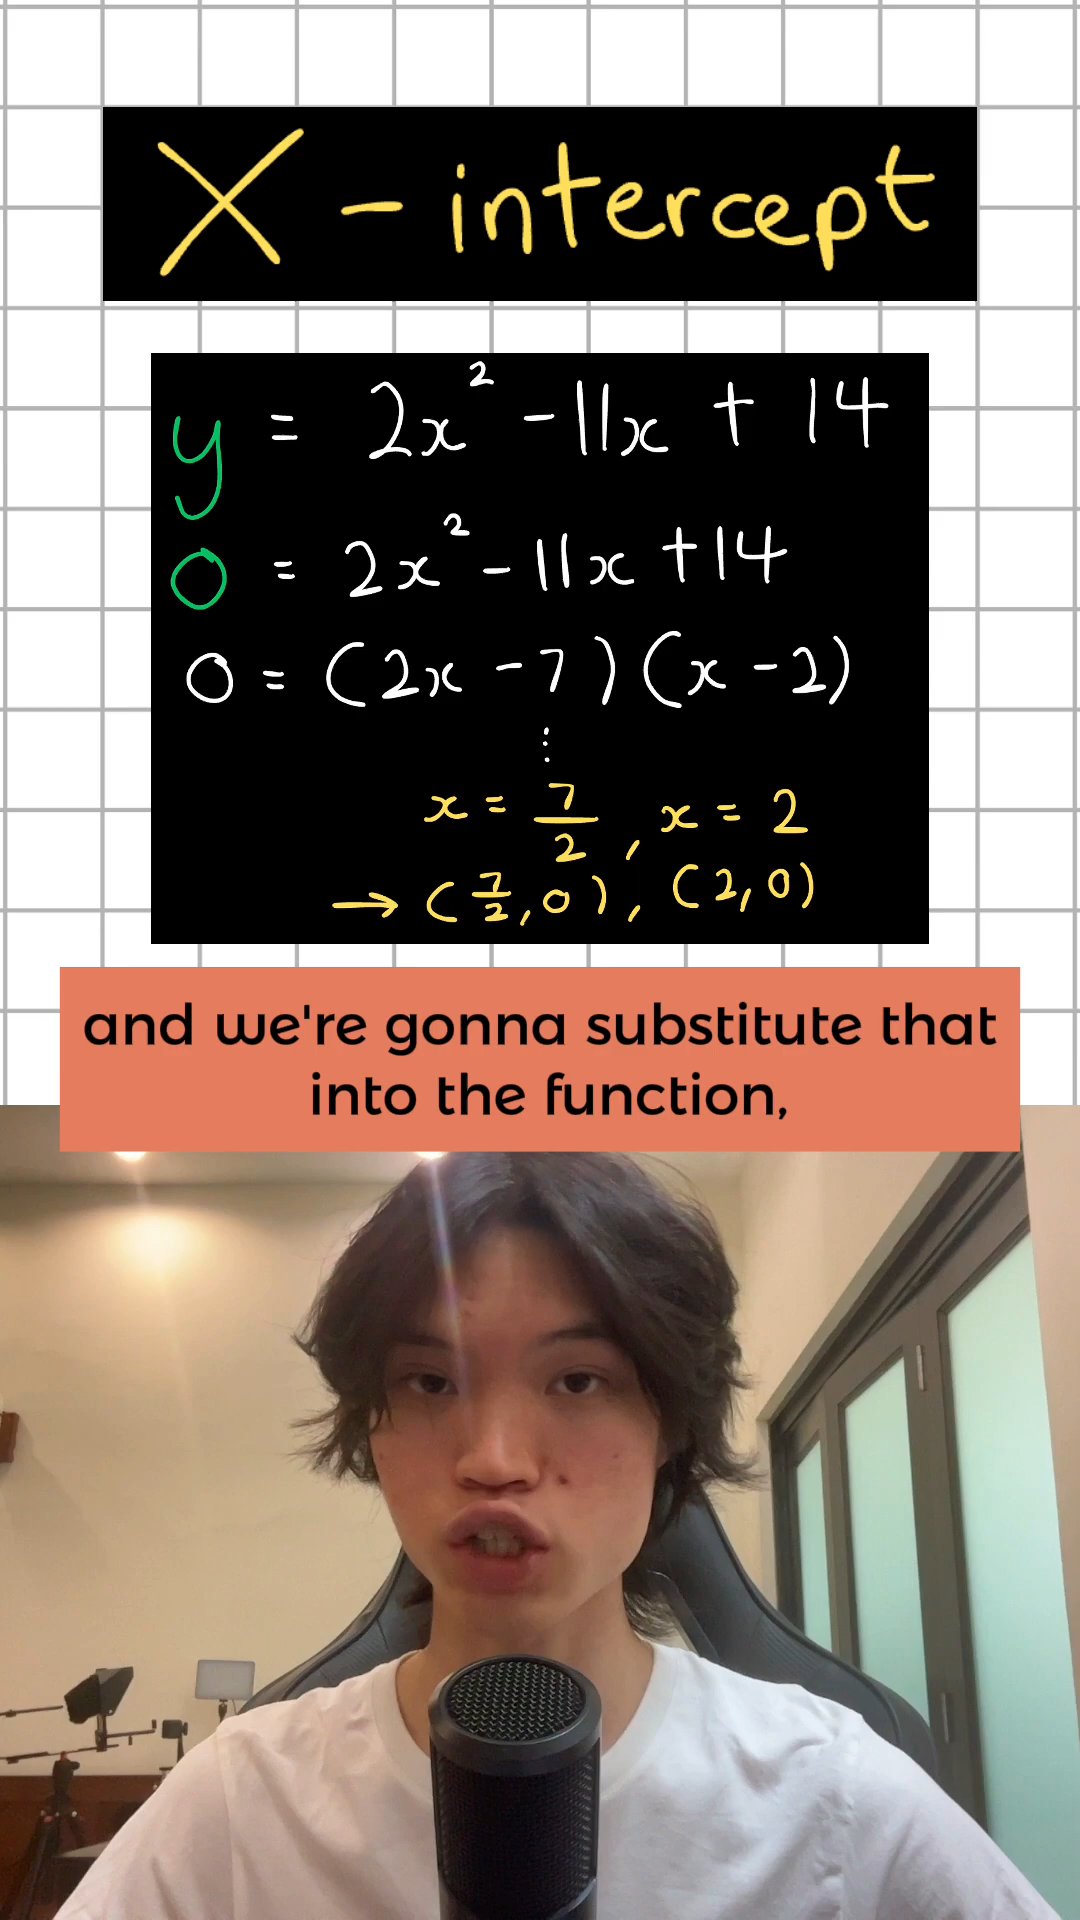 X - intercept
y = 2x² - 11x + 14
0 = 2x² - 11x + 14
0 = (2x - 7)(x - 2)
⋮
x = 7/2, x = 2
→ (7/2, 0), (2, 0)
and we're gonna substitute that
into the function,